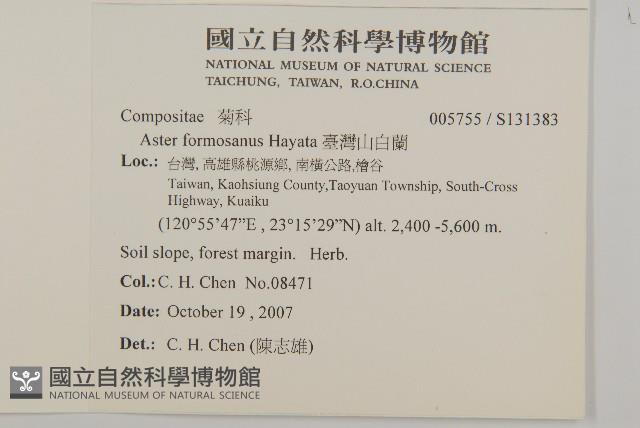 國立自然科學博物館
NATIONAL MUSEUM OF NATURAL SCIENCE
TAICHUNG, TAIWAN, R.O.CHINA
Compositae 菊科 005755 / S131383
Aster formosanus Hayata 臺灣山白蘭
Loc.: 台灣, 高雄縣桃源鄉, 南橫公路,檜谷
Taiwan, Kaohsiung County,Taoyuan Township, South-Cross
Highway, Kuaiku
(120°55'47”E , 23°15'29”N) alt. 2,400 -5,600 m.
Soil slope, forest margin. Herb.
Col.: C. H. Chen No.08471
Date: October 19 , 2007
Det.: C. H. Chen (陳志雄)
國立自然科學博物館
NATIONAL MUSEUM OF NATURAL SCIENCE